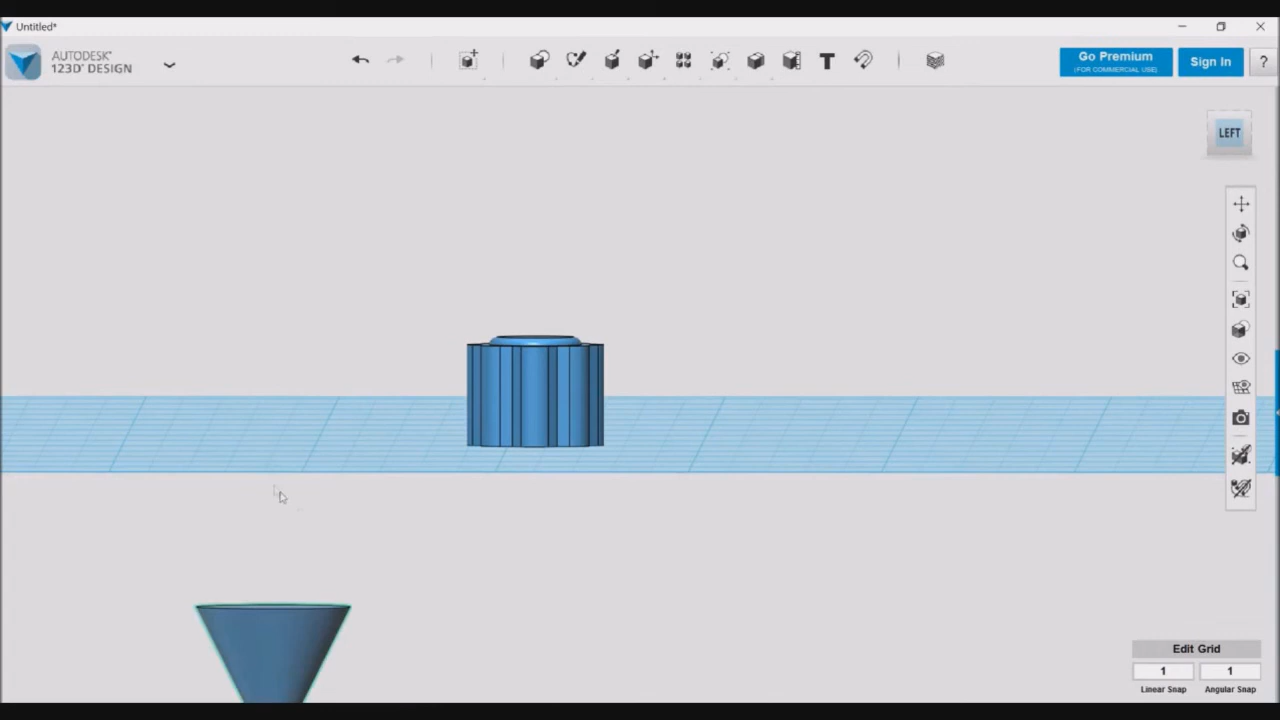 Untitled*
AUTODESK®
123D® DESIGN
T
Go Premium
(FOR COMMERCIAL USE)
Sign In
?
LEFT
Edit Grid
1
1
Linear Snap
Angular Snap